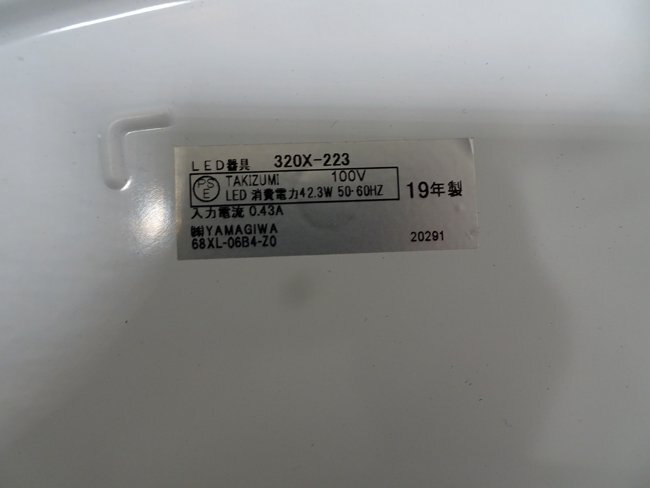 LED器具 320X-223
PSE TAKIZUMI 100V
LED 消費電力42.3W 50-60HZ
19年製
入力電流 0.43A
㈱YAMAGIWA
68XL-06B4-Z0
20291